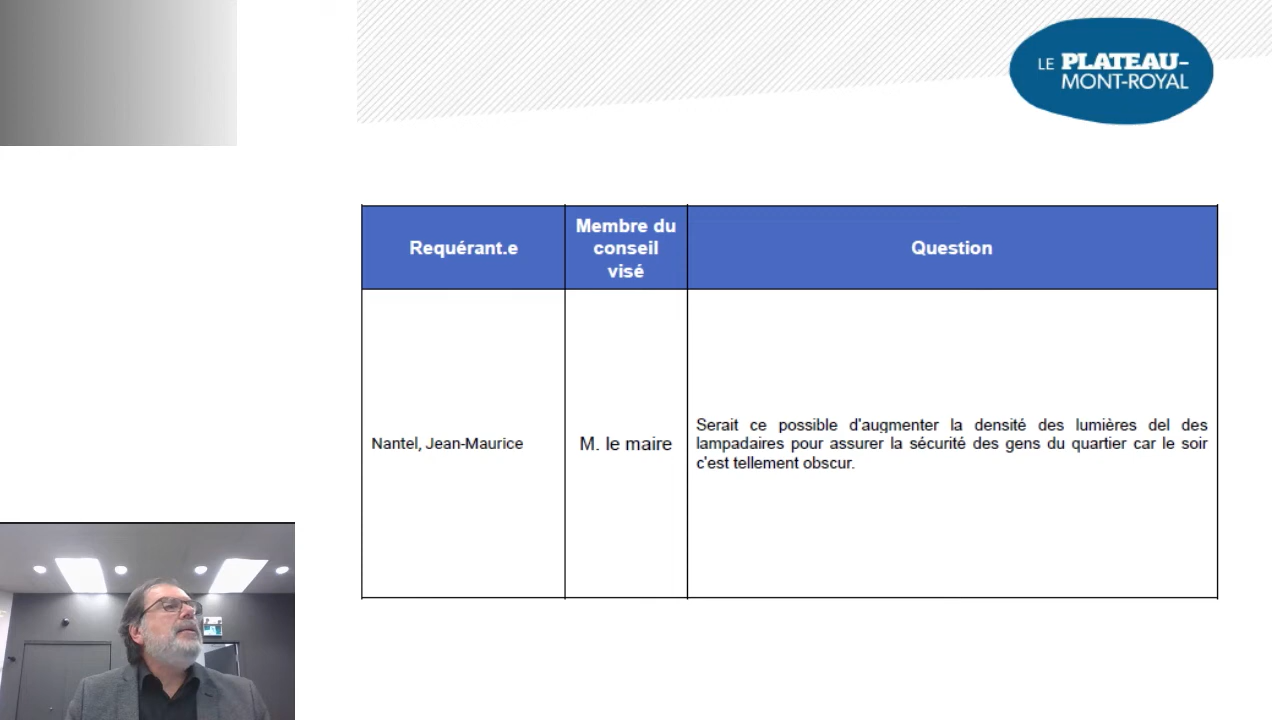 LE PLATEAU-
MONT-ROYAL
Requérant.e
Membre du
conseil
visé
Question
Nantel, Jean-Maurice
M. le maire
Serait ce possible d'augmenter la densité des lumières del des
lampadaires pour assurer la sécurité des gens du quartier car le soir
c'est tellement obscur.